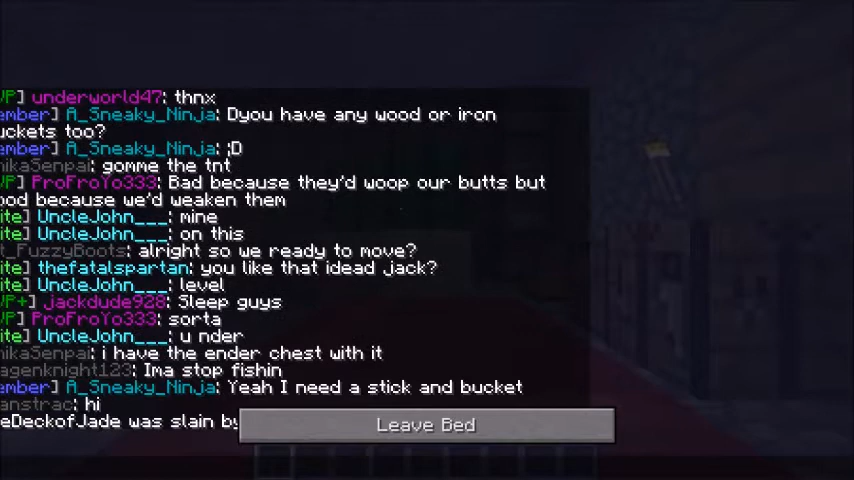 VP] underworld47: thnx
ember] A_Sneaky_Ninja: Dyou have any wood or iron
uckets too?
ember] A_Sneaky_Ninja: ;D
nikaSenpai: gomme the tnt
VP] ProFroYo333: Bad because they'd woop our butts but
ood because we'd weaken them
ite] UncleJohn___: mine
ite] UncleJohn___: on this
t_FuzzyBoots: alright so we ready to move?
ite] thefatalspartan: you like that idead jack?
ite] UncleJohn___: level
VP+] jackdude928: Sleep guys
VP] ProFroYo333: sorta
ite] UncleJohn___: u nder
nikaSenpai: i have the ender chest with it
agenknight123: Ima stop fishin
ember] A_Sneaky_Ninja: Yeah I need a stick and bucket
anstrac: hi
eDeckofJade was slain by
Leave Bed